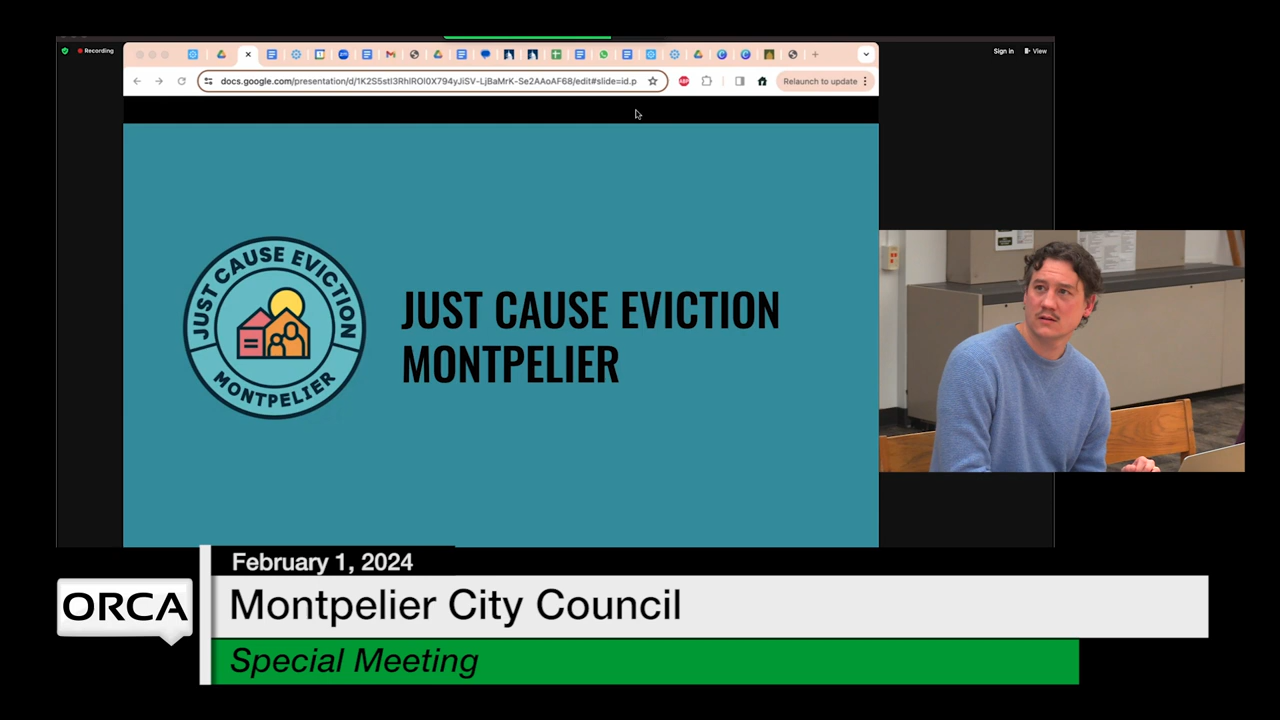 Recording
Sign in
View
docs.google.com/presentation/d/1K2S5stI3RhlROI0X794yJiSV-LjBaMrK-Se2AAoAF68/edit#slide=id.p
ABP
Relaunch to update
JUST CAUSE EVICTION
MONTPELIER
JUST CAUSE EVICTION
MONTPELIER
February 1, 2024
ORCA
Montpelier City Council
Special Meeting